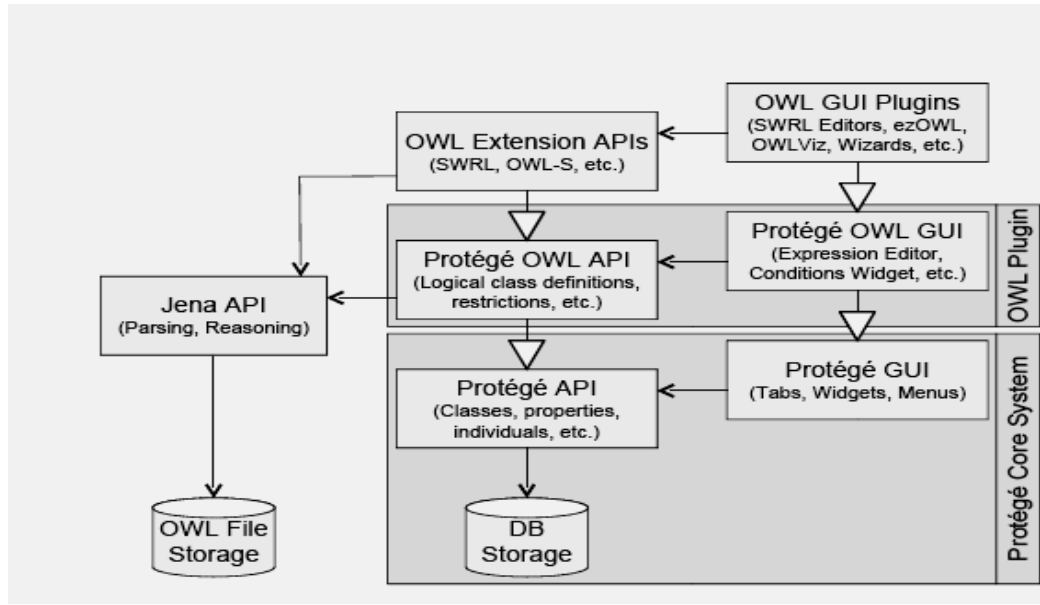 OWL GUI Plugins
(SWRL Editors, ezOWL,
OWLViz, Wizards, etc.)
OWL Extension APIs
(SWRL, OWL-S, etc.)
Protégé OWL API
(Logical class definitions,
restrictions, etc.)
Protégé OWL GUI
(Expression Editor,
Conditions Widget, etc.)
OWL Plugin
Jena API
(Parsing, Reasoning)
Protégé API
(Classes, properties,
individuals, etc.)
Protégé GUI
(Tabs, Widgets, Menus)
Protégé Core System
OWL File
Storage
DB
Storage